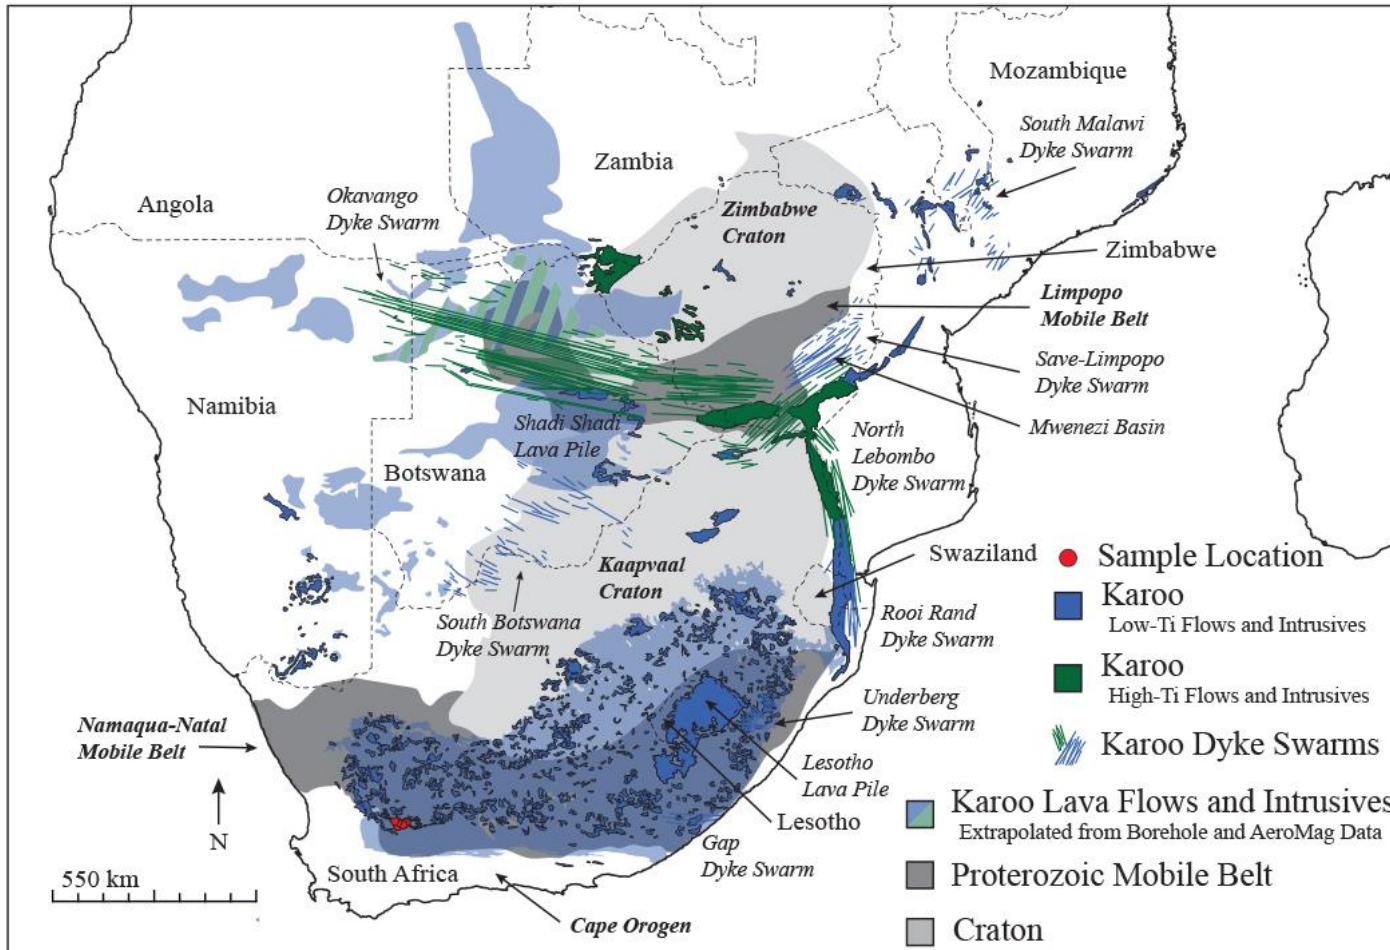 Mozambique
South Malawi
Dyke Swarm
Zambia
Angola
Okavango
Dyke Swarm
Zimbabwe
Craton
Zimbabwe
Limpopo
Mobile Belt
Save-Limpopo
Dyke Swarm
Namibia
Shadi Shadi
Lava Pile
Mwenezi Basin
North
Lebombo
Dyke Swarm
Botswana
Kaapvaal
Craton
Swaziland
South Botswana
Dyke Swarm
Rooi Rand
Dyke Swarm
Underberg
Dyke Swarm
Namaqua-Natal
Mobile Belt
Lesotho
Lava Pile
Lesotho
Gap
Dyke Swarm
N
South Africa
550 km
Cape Orogen
Sample Location
Karoo
Low-Ti Flows and Intrusives
Karoo
High-Ti Flows and Intrusives
Karoo Dyke Swarms
Karoo Lava Flows and Intrusives
Extrapolated from Borehole and AeroMag Data
Proterozoic Mobile Belt
Craton